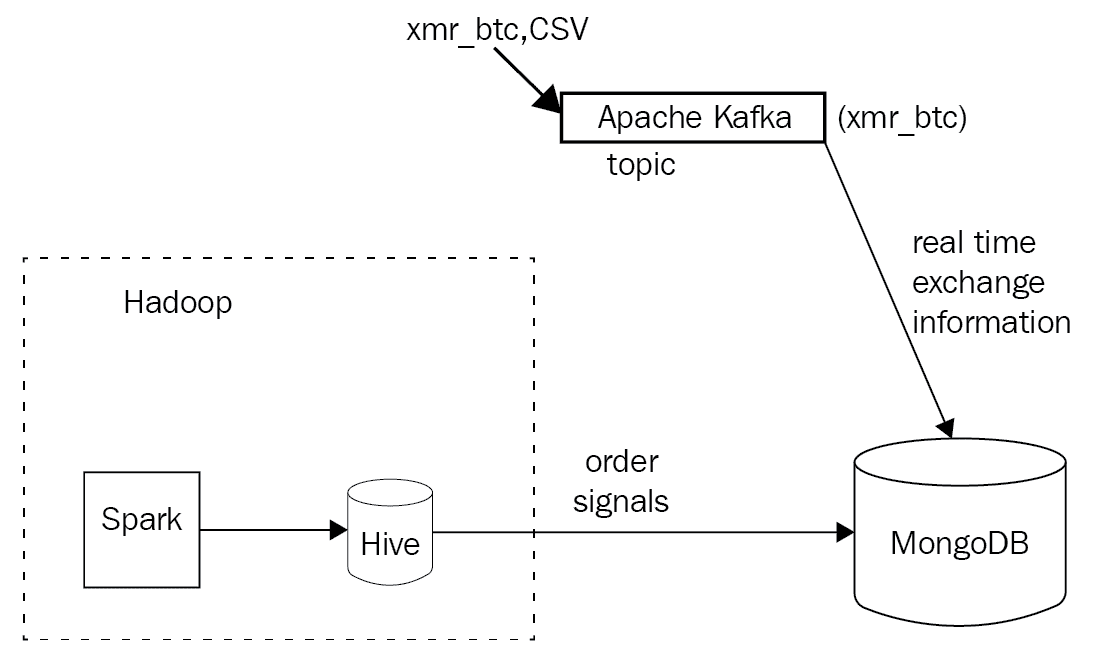 xmr_btc,CSV
Apache Kafka
(xmr_btc)
topic
real time
exchange
information
Hadoop
order
signals
Spark
Hive
MongoDB